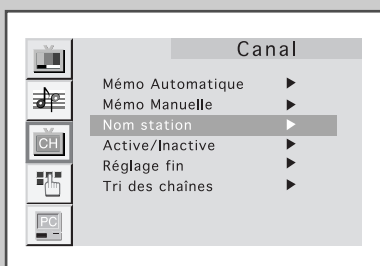 Canal
Mémo Automatique
Mémo Manuelle
Nom station
CH
Active/Inactive
Réglage fin
Tri des chaînes
PC